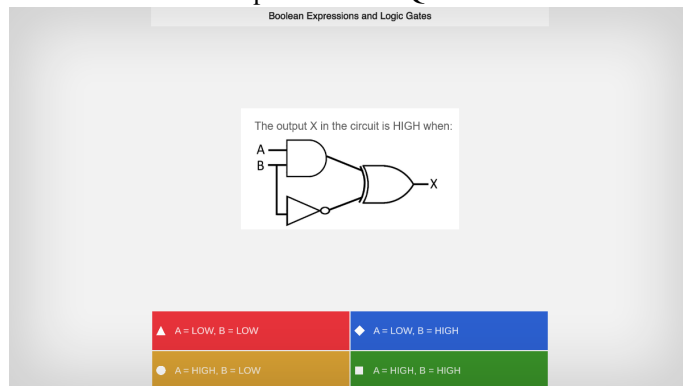 Boolean Expressions and Logic Gates
The output X in the circuit is HIGH when:
A
B
X
A = LOW, B = LOW
A = LOW, B = HIGH
A = HIGH, B = LOW
A = HIGH, B = HIGH